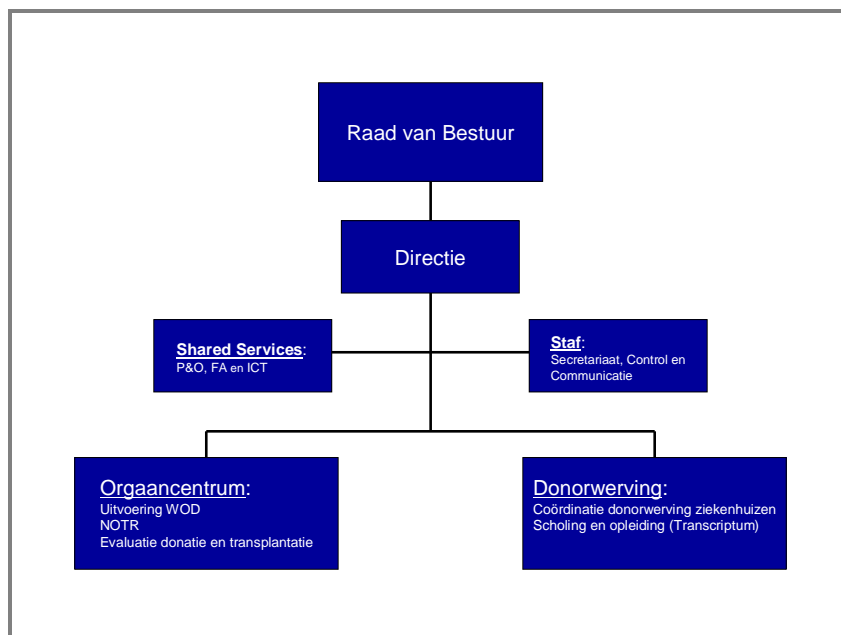 Raad van Bestuur
Directie
Shared Services:
P&O, FA en ICT
Staf:
Secretariaat, Control en
Communicatie
Orgaancentrum:
Uitvoering WOD
NOTR
Evaluatie donatie en transplantatie
Donorwerving:
Coördinatie donorwerving ziekenhuizen
Scholing en opleiding (Transcriptum)